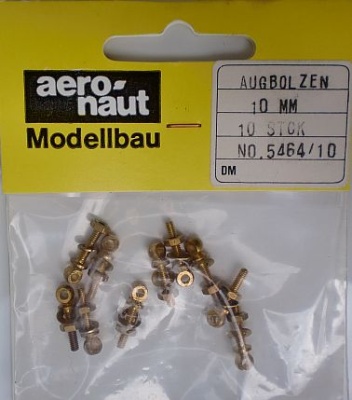 aero-
naut
Modellbau
AUGBOLZEN
10 MM
10 STCK
NO.5464/10
DM